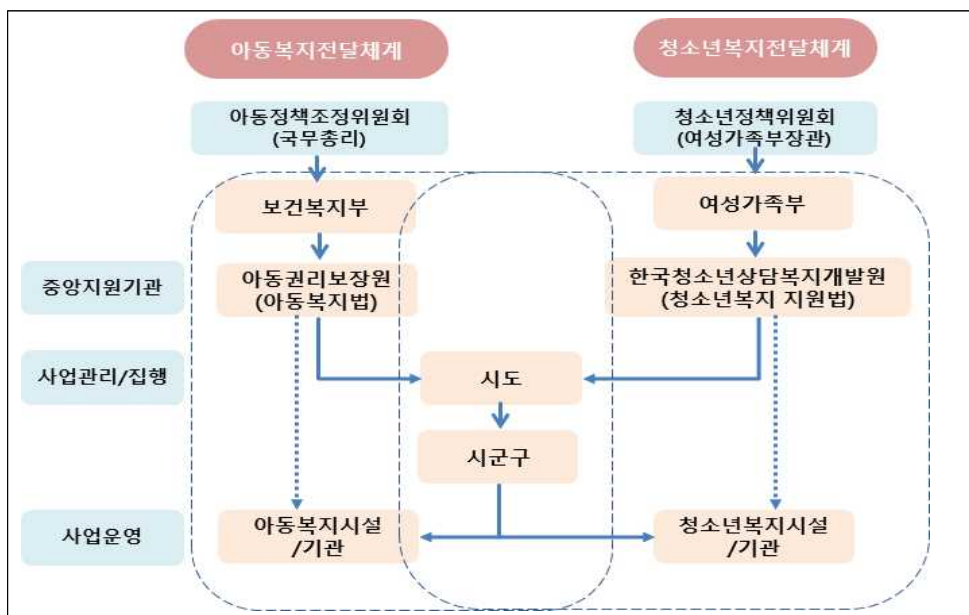 아동복지전달체계
청소년복지전달체계
아동정책조정위원회
(국무총리)
청소년정책위원회
(여성가족부장관)
보건복지부
여성가족부
중앙지원기관
아동권리보장원
(아동복지법)
한국청소년상담복지개발원
(청소년복지 지원법)
사업관리/집행
시도
시군구
사업운영
아동복지시설
/기관
청소년복지시설
/기관